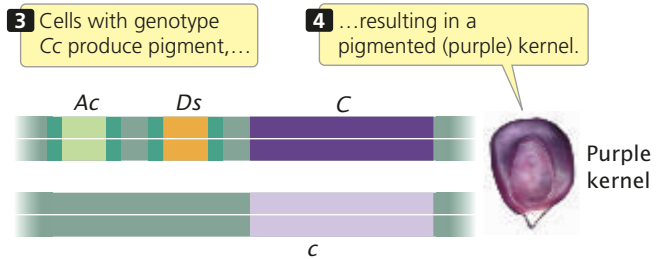 3 Cells with genotype
Cc produce pigment,…
4 …resulting in a
pigmented (purple) kernel.
Ac Ds C
Purple
kernel
c